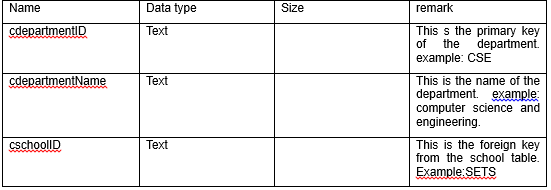 Name Data type Size remark
cdepartmentID Text This s the primary key
of the department.
example: CSE
cdepartmentName Text This is the name of the
department. example:
computer science and
engineering.
cschoolID Text This is the foreign key
from the school table.
Example:SETS